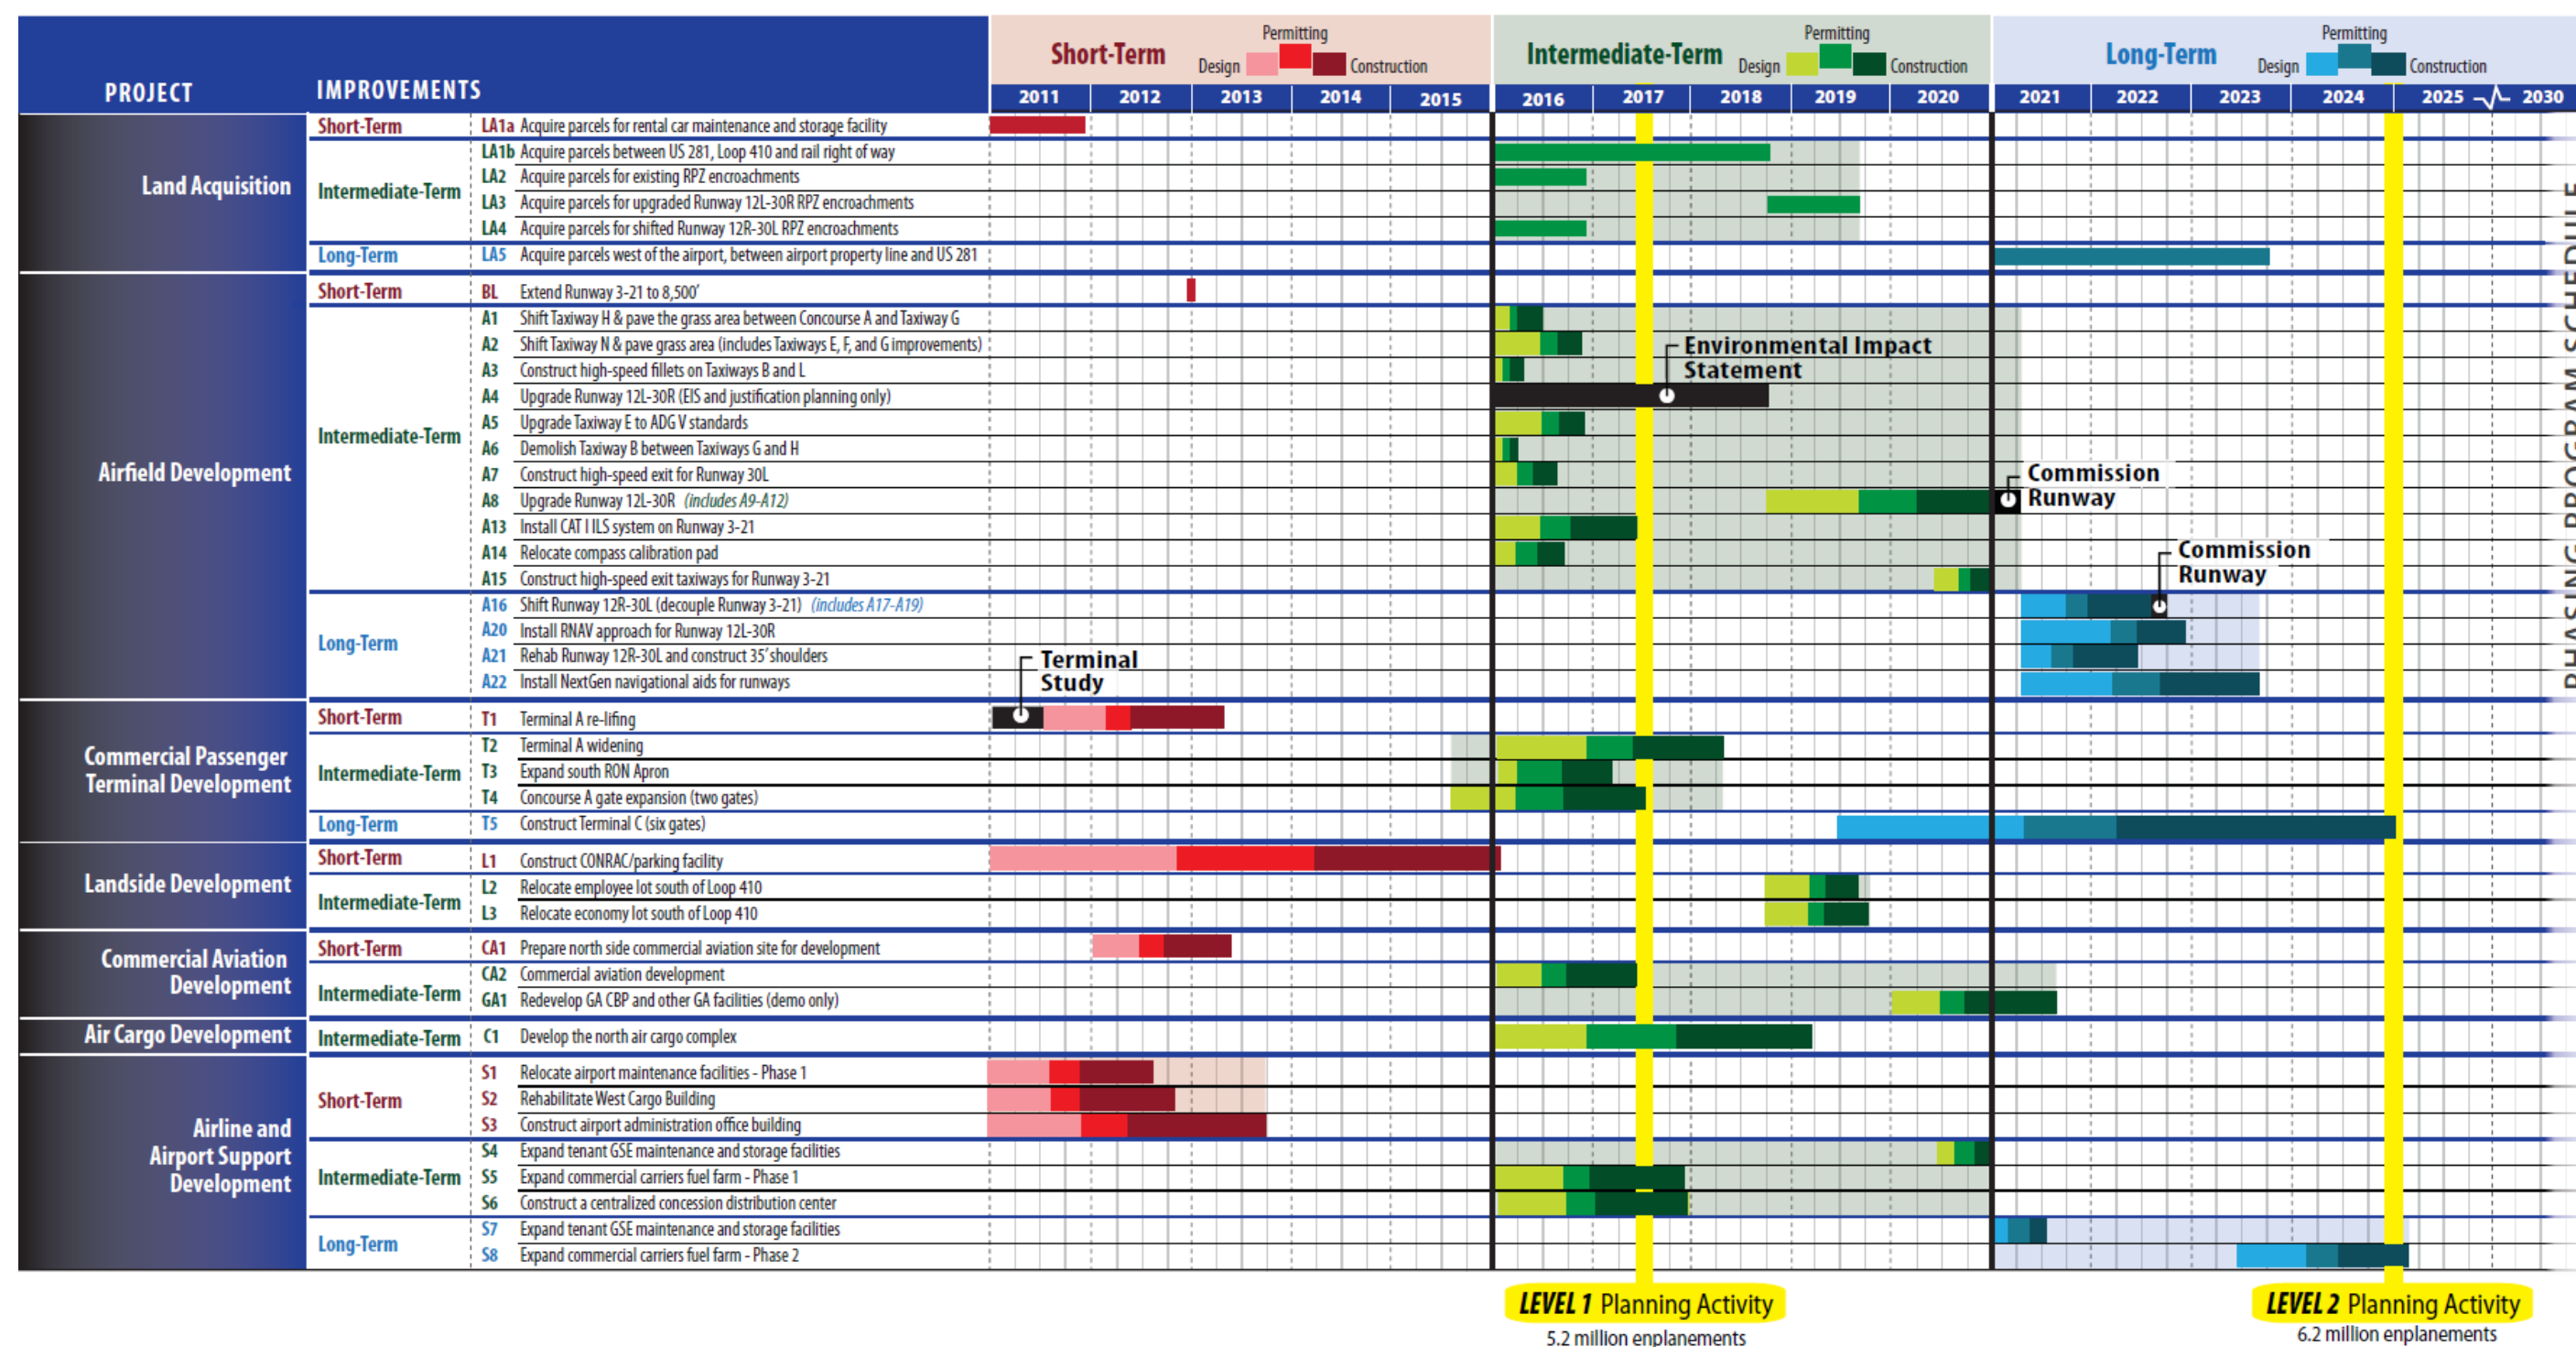 PROJECT IMPROVEMENTS
Short-Term Design Permitting Construction
Intermediate-Term Design Permitting Construction
Long-Term Design Permitting Construction
2011 2012 2013 2014 2015 2016 2017 2018 2019 2020 2021 2022 2023 2024 2025 2030
Land Acquisition
Short-Term
LA1a Acquire parcels for rental car maintenance and storage facility
Intermediate-Term
LA1b Acquire parcels between US 281, Loop 410 and rail right of way
LA2 Acquire parcels for existing RPZ encroachments
LA3 Acquire parcels for upgraded Runway 12L-30R RPZ encroachments
LA4 Acquire parcels for shifted Runway 12R-30L RPZ encroachments
Long-Term
LA5 Acquire parcels west of the airport, between airport property line and US 281
Airfield Development
Short-Term
BL Extend Runway 3-21 to 8,500'
Intermediate-Term
A1 Shift Taxiway H & pave the grass area between Concourse A and Taxiway G
A2 Shift Taxiway N & pave grass area (includes Taxiways E, F, and G improvements)
A3 Construct high-speed fillets on Taxiways B and L
A4 Upgrade Runway 12L-30R (EIS and justification planning only)
Environmental Impact
Statement
A5 Upgrade Taxiway E to ADG V standards
A6 Demolish Taxiway B between Taxiways G and H
A7 Construct high-speed exit for Runway 30L
A8 Upgrade Runway 12L-30R (includes A9-A12)
Commission
Runway
A13 Install CAT I ILS system on Runway 3-21
A14 Relocate compass calibration pad
A15 Construct high-speed exit taxiways for Runway 3-21
Long-Term
A16 Shift Runway 12R-30L (decouple Runway 3-21) (includes A17-A19)
Commission
Runway
A20 Install RNAV approach for Runway 12L-30R
A21 Rehab Runway 12R-30L and construct 35' shoulders
A22 Install NextGen navigational aids for runways
Commercial Passenger
Terminal Development
Short-Term
T1 Terminal A re-lifing
Terminal
Study
Intermediate-Term
T2 Terminal A widening
T3 Expand south RON Apron
T4 Concourse A gate expansion (two gates)
Long-Term
T5 Construct Terminal C (six gates)
Landside Development
Short-Term
L1 Construct CONRAC/parking facility
Intermediate-Term
L2 Relocate employee lot south of Loop 410
L3 Relocate economy lot south of Loop 410
Commercial Aviation
Development
Short-Term
CA1 Prepare north side commercial aviation site for development
Intermediate-Term
CA2 Commercial aviation development
GA1 Redevelop GA CBP and other GA facilities (demo only)
Air Cargo Development
Intermediate-Term
C1 Develop the north air cargo complex
Airline and
Airport Support
Development
Short-Term
S1 Relocate airport maintenance facilities - Phase 1
S2 Rehabilitate West Cargo Building
S3 Construct airport administration office building
Intermediate-Term
S4 Expand tenant GSE maintenance and storage facilities
S5 Expand commercial carriers fuel farm - Phase 1
S6 Construct a centralized concession distribution center
Long-Term
S7 Expand tenant GSE maintenance and storage facilities
S8 Expand commercial carriers fuel farm - Phase 2
LEVEL 1 Planning Activity
5.2 million enplanements
LEVEL 2 Planning Activity
6.2 million enplanements
PHASING PROGRAM SCHEDULE